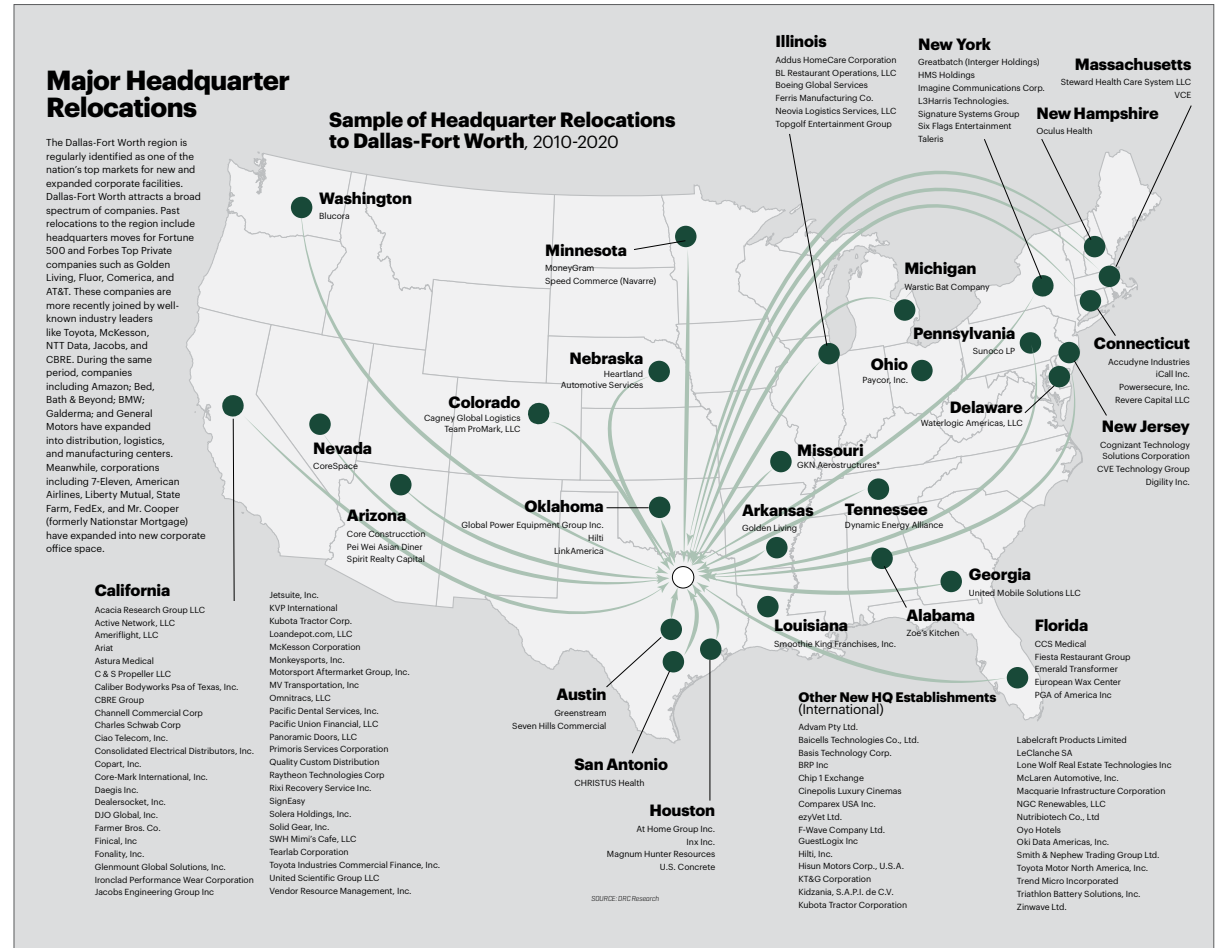 Major Headquarter
Relocations
The Dallas-Fort Worth region is
regularly identified as one of the
nation's top markets for new and
expanded corporate facilities.
Dallas-Fort Worth attracts a broad
spectrum of companies. Past
relocations to the region include
headquarters moves for Fortune
500 and Forbes Top Private
companies such as Golden
Living, Fluor, Comerica, and
AT&T. These companies are
more recently joined by well-
known industry leaders
like Toyota, McKesson,
NTT Data, Jacobs, and
CBRE. During the same
period, companies
including Amazon; Bed,
Bath & Beyond; BMW;
Galderma; and General
Motors have expanded
into distribution, logistics,
and manufacturing centers.
Meanwhile, corporations
including 7-Eleven, American
Airlines, Liberty Mutual, State
Farm, FedEx, and Mr. Cooper
(formerly Nationstar Mortgage)
have expanded into new corporate
office space.
Sample of Headquarter Relocations
to Dallas-Fort Worth, 2010-2020
Illinois
Addus HomeCare Corporation
BL Restaurant Operations, LLC
Boeing Global Services
Ferris Manufacturing Co.
Neovia Logistics Services, LLC
Topgolf Entertainment Group
New York
Greatbatch (Interger Holdings)
HMS Holdings
Imagine Communications Corp.
L3Harris Technologies.
Signature Systems Group
Six Flags Entertainment
Taleris
Massachusetts
Steward Health Care System LLC
VCE
New Hampshire
Oculus Health
Washington
Blucora
Minnesota
MoneyGram
Speed Commerce (Navarre)
Michigan
Warstic Bat Company
Pennsylvania
Sunoco LP
Connecticut
Accudyne Industries
iCall Inc.
Powersecure, Inc.
Revere Capital LLC
Nebraska
Heartland
Automotive Services
Ohio
Paycor, Inc.
Colorado
Cagney Global Logistics
Team ProMark, LLC
Delaware
Waterlogic Americas, LLC
New Jersey
Cognizant Technology
Solutions Corporation
CVE Technology Group
Digility Inc.
Nevada
CoreSpace
Missouri
GKN Aerostructures*
Arizona
Core Construcction
Pei Wei Asian Diner
Spirit Realty Capital
Oklahoma
Global Power Equipment Group Inc.
Hilti
LinkAmerica
Arkansas
Golden Living
Tennessee
Dynamic Energy Alliance
Georgia
United Mobile Solutions LLC
Alabama
Zoe's Kitchen
Louisiana
Smoothie King Franchises, Inc.
Florida
CCS Medical
Fiesta Restaurant Group
Emerald Transformer
European Wax Center
PGA of America Inc
California
Acacia Research Group LLC
Active Network, LLC
Ameriflight, LLC
Ariat
Astura Medical
C & S Propeller LLC
Caliber Bodyworks Psa of Texas, Inc.
CBRE Group
Channell Commercial Corp
Charles Schwab Corp
Ciao Telecom, Inc.
Consolidated Electrical Distributors, Inc.
Copart, Inc.
Core-Mark International, Inc.
Daegis Inc.
Dealersocket, Inc.
DJO Global, Inc.
Farmer Bros. Co.
Finical, Inc
Fonality, Inc.
Glenmount Global Solutions, Inc.
Ironclad Performance Wear Corporation
Jacobs Engineering Group Inc
Jetsuite, Inc.
KVP International
Kubota Tractor Corp.
Loandepot.com, LLC
McKesson Corporation
Monkeysports, Inc.
Motorsport Aftermarket Group, Inc.
MV Transportation, Inc
Omnitracs, LLC
Pacific Dental Services, Inc.
Pacific Union Financial, LLC
Panoramic Doors, LLC
Primoris Services Corporation
Quality Custom Distribution
Raytheon Technologies Corp
Rixi Recovery Service Inc.
SignEasy
Solera Holdings, Inc.
Solid Gear, Inc.
SWH Mimi's Cafe, LLC
Tearlab Corporation
Toyota Industries Commercial Finance, Inc.
United Scientific Group LLC
Vendor Resource Management, Inc.
Austin
Greenstream
Seven Hills Commercial
San Antonio
CHRISTUS Health
Houston
At Home Group Inc.
Inx Inc.
Magnum Hunter Resources
U.S. Concrete
Other New HQ Establishments
(International)
Advam Pty Ltd.
Baicells Technologies Co., Ltd.
Basis Technology Corp.
BRP Inc
Chip 1 Exchange
Cinepolis Luxury Cinemas
Comparex USA Inc.
ezyVet Ltd.
F-Wave Company Ltd.
GuestLogix Inc
Hilti, Inc.
Hisun Motors Corp., U.S.A.
KT&G Corporation
Kidzania, S.A.P.I. de C.V.
Kubota Tractor Corporation
Labelcraft Products Limited
LeClanche SA
Lone Wolf Real Estate Technologies Inc
McLaren Automotive, Inc.
Macquarie Infrastructure Corporation
NGC Renewables, LLC
Nutribiotech Co., Ltd
Oyo Hotels
Oki Data Americas, Inc.
Smith & Nephew Trading Group Ltd.
Toyota Motor North America, Inc.
Trend Micro Incorporated
Triathlon Battery Solutions, Inc.
Zinwave Ltd.
SOURCE: DRC Research